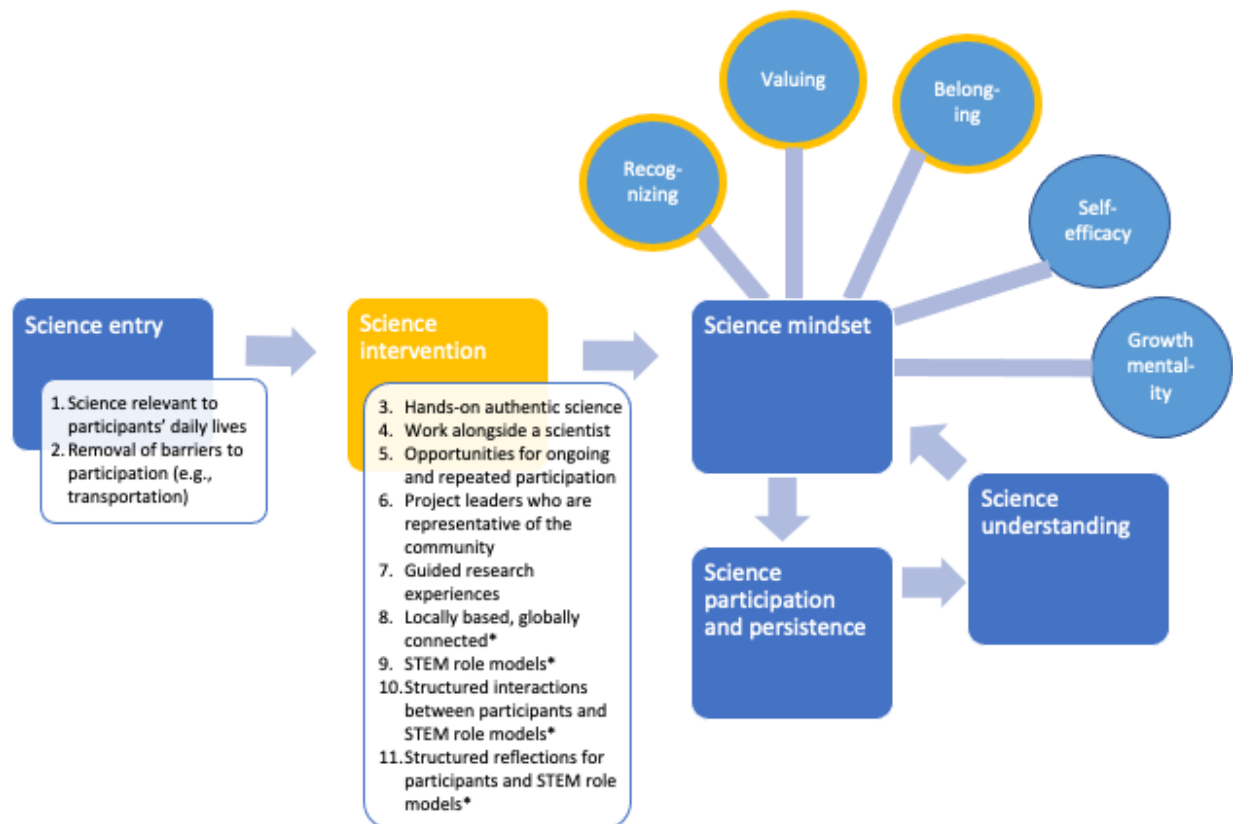 Recog-
nizing
Valuing
Belong-
ing
Self-
efficacy
Growth
mental-
ity
Science entry
1. Science relevant to
participants' daily lives
2. Removal of barriers to
participation (e.g.,
transportation)
Science
intervention
3. Hands-on authentic science
4. Work alongside a scientist
5. Opportunities for ongoing
and repeated participation
6. Project leaders who are
representative of the
community
7. Guided research
experiences
8. Locally based, globally
connected*
9. STEM role models*
10. Structured interactions
between participants and
STEM role models*
11. Structured reflections for
participants and STEM role
models*
Science mindset
Science
participation
and persistence
Science
understanding